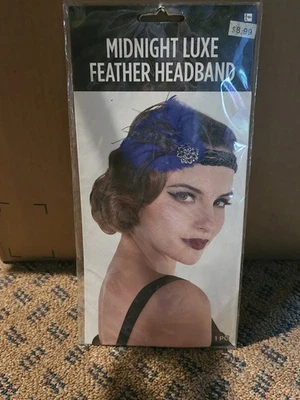 $8.99
MIDNIGHT LUXE
FEATHER HEADBAND
1 PC